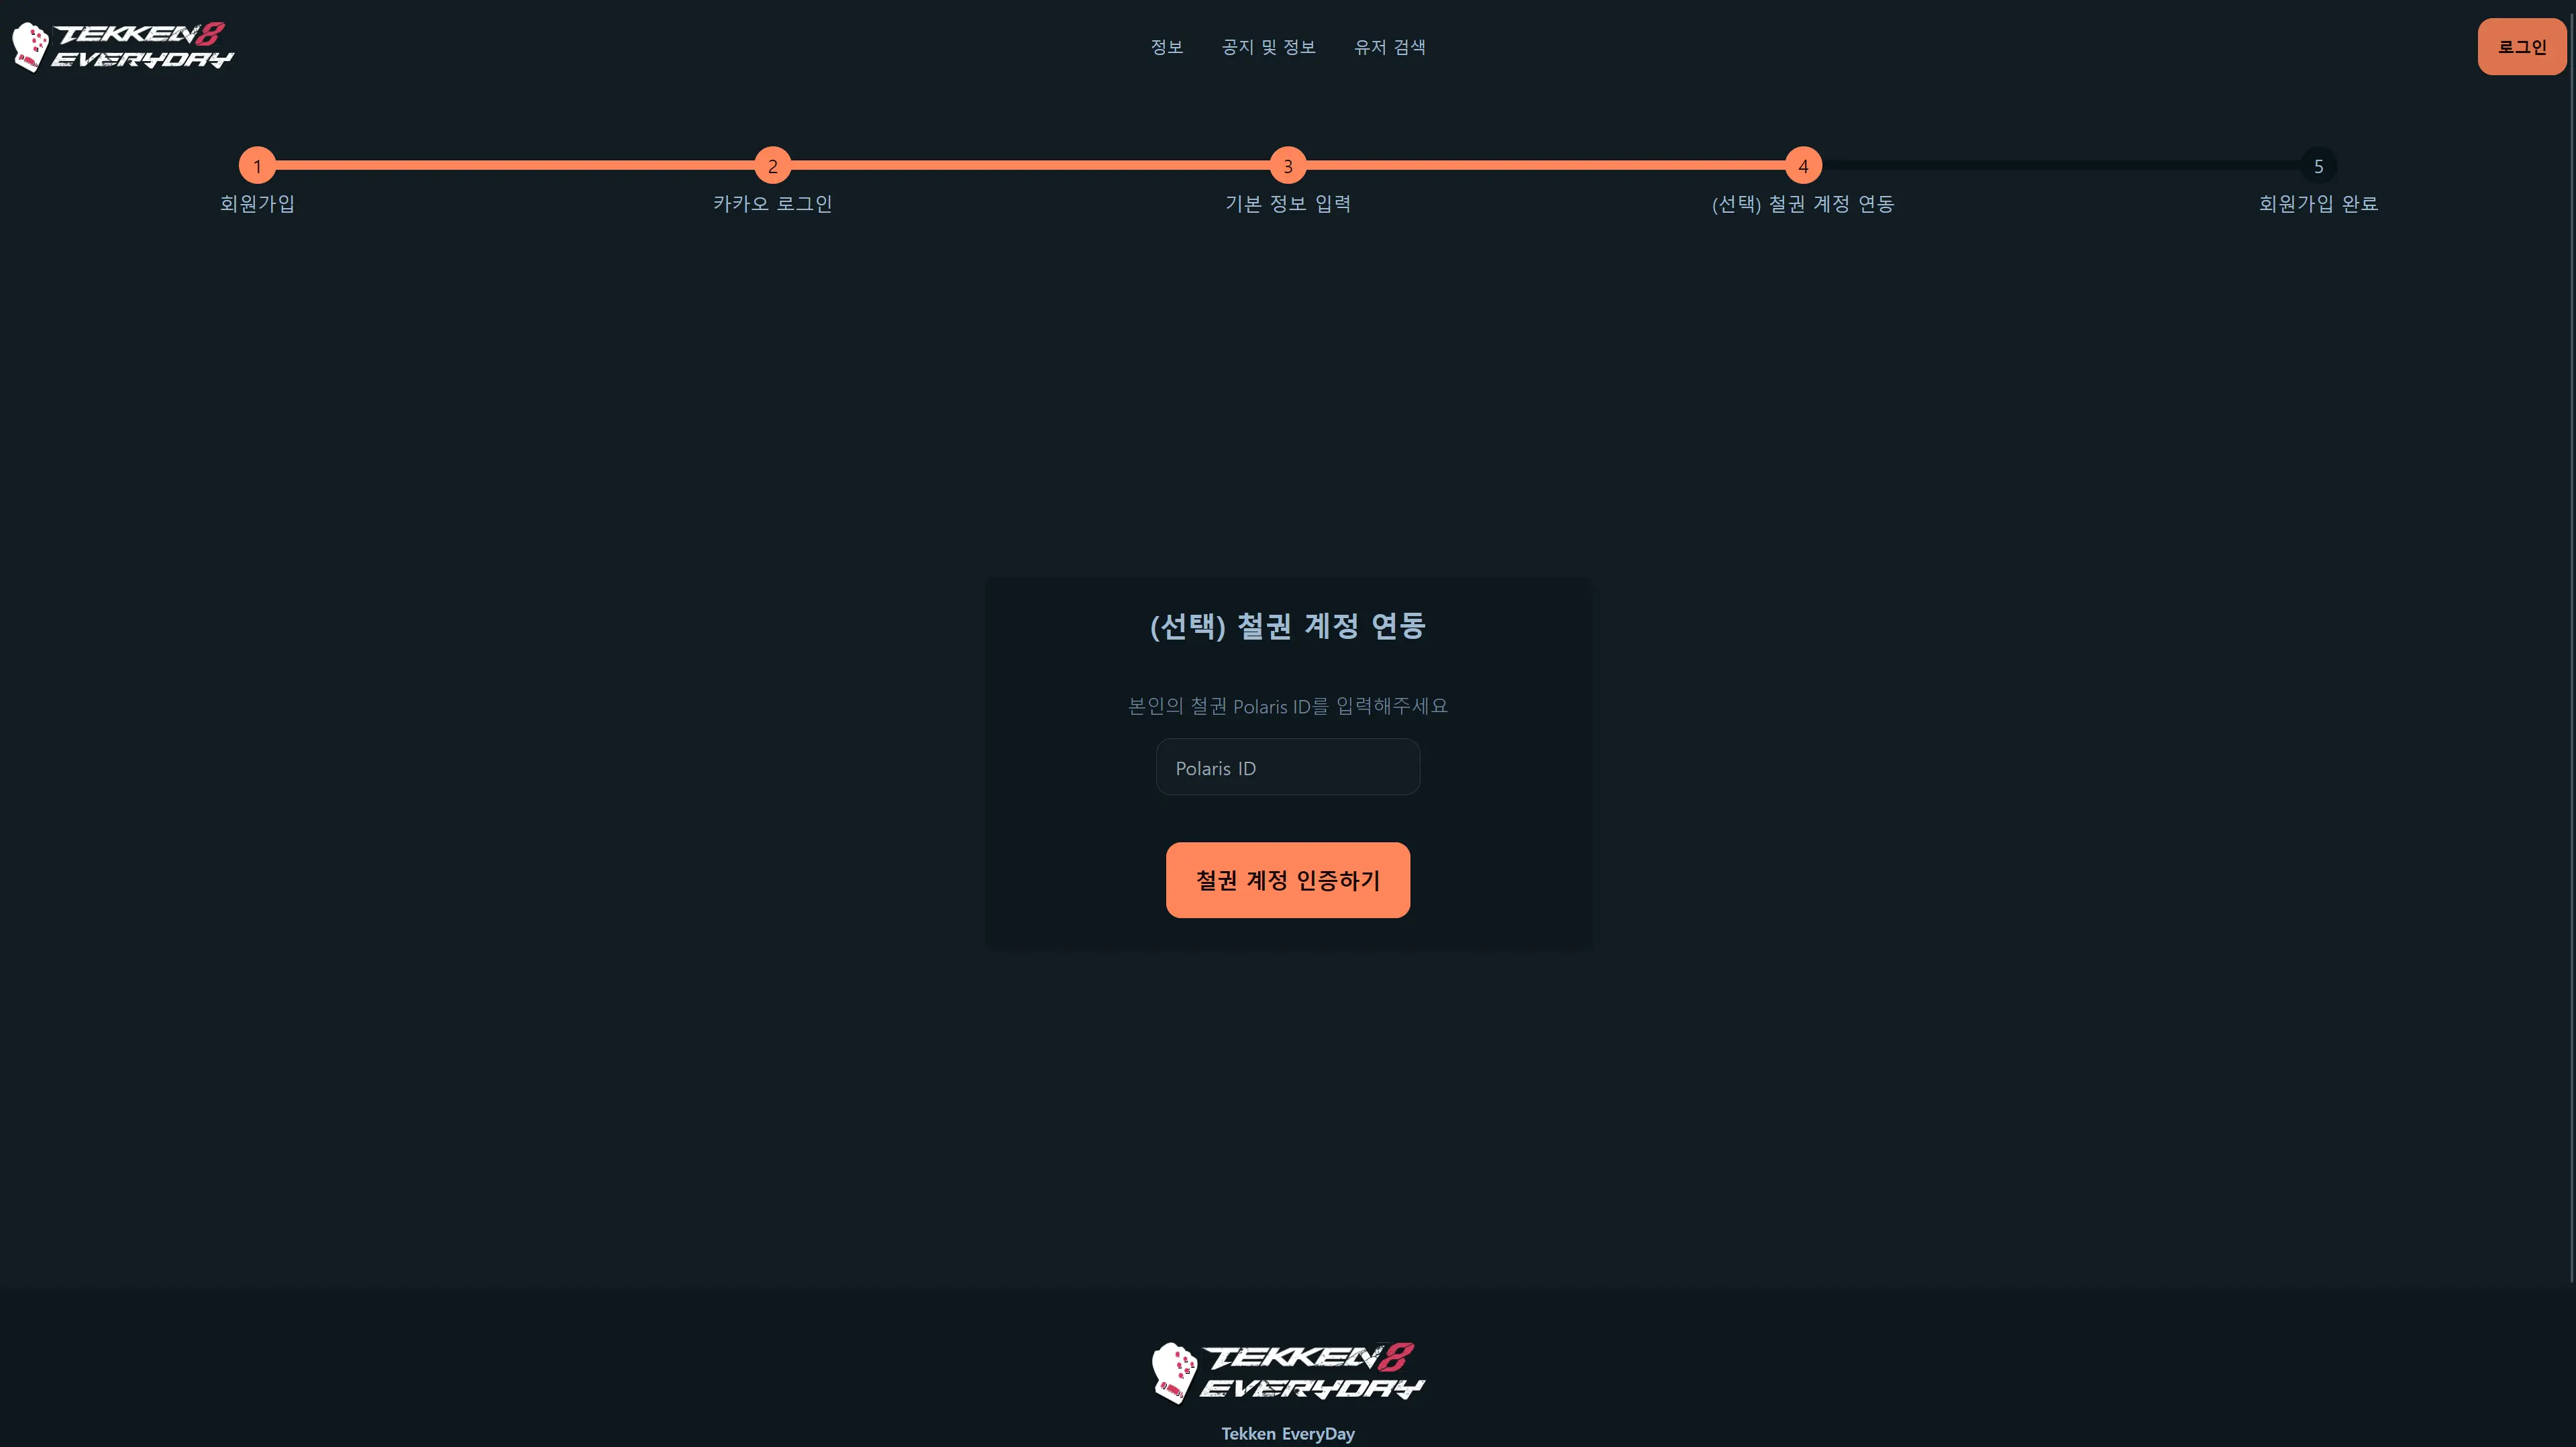 TEKKEN8
EVERYDAY
정보 공지 및 정보 유저 검색
로그인
1 2 3 4 5
회원가입 카카오 로그인 기본 정보 입력 (선택) 철권 계정 연동 회원가입 완료
(선택) 철권 계정 연동
본인의 철권 Polaris ID를 입력해주세요
Polaris ID
철권 계정 인증하기
TEKKEN8
EVERYDAY
Tekken EveryDay